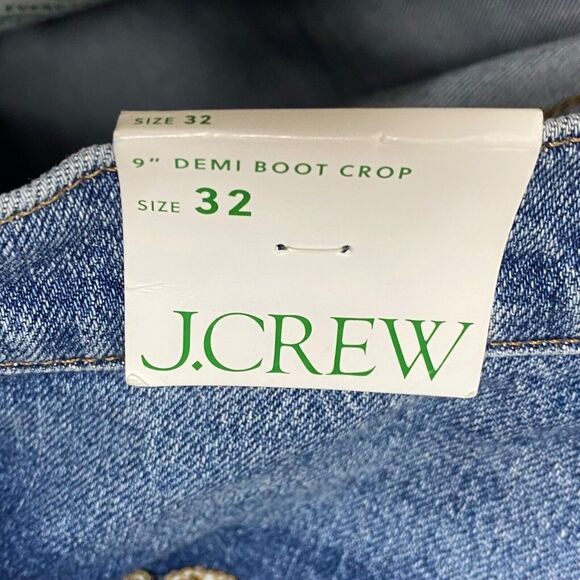 SIZE 32
9" DEMI BOOT CROP
SIZE 32
J.CREW